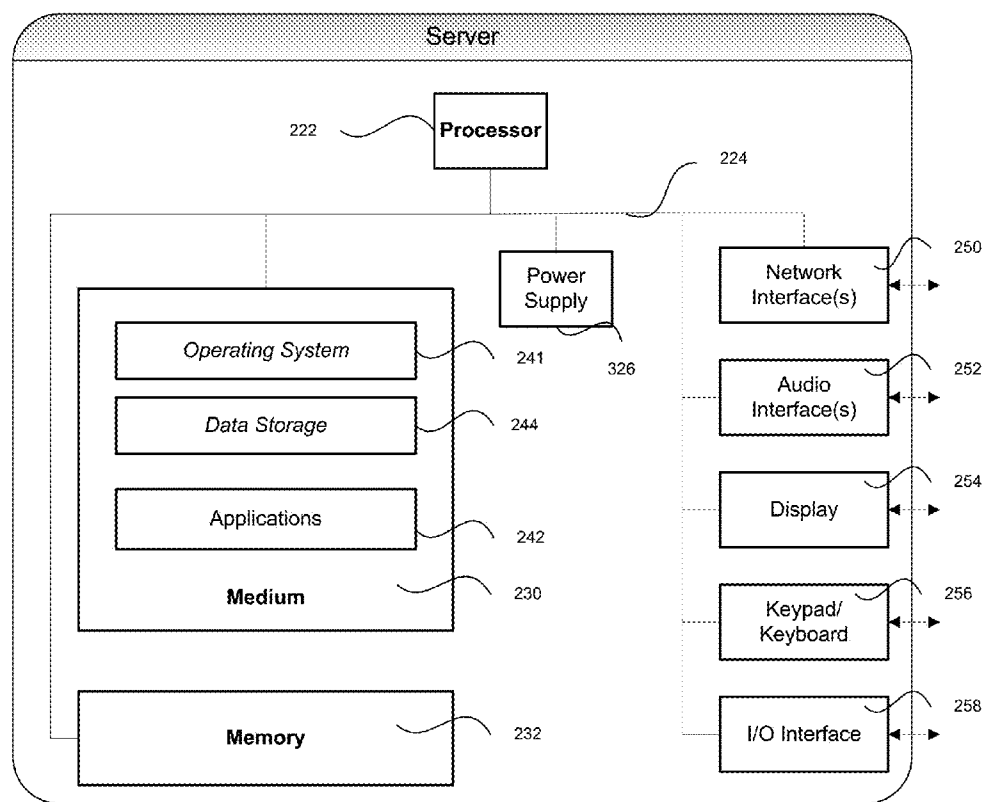 Server
222
Processor
224
Power
Supply
326
Network
Interface(s)
250
Operating System
241
Audio
Interface(s)
252
Data Storage
244
Display
254
Applications
242
Medium
230
Keypad/
Keyboard
256
Memory
232
I/O Interface
258